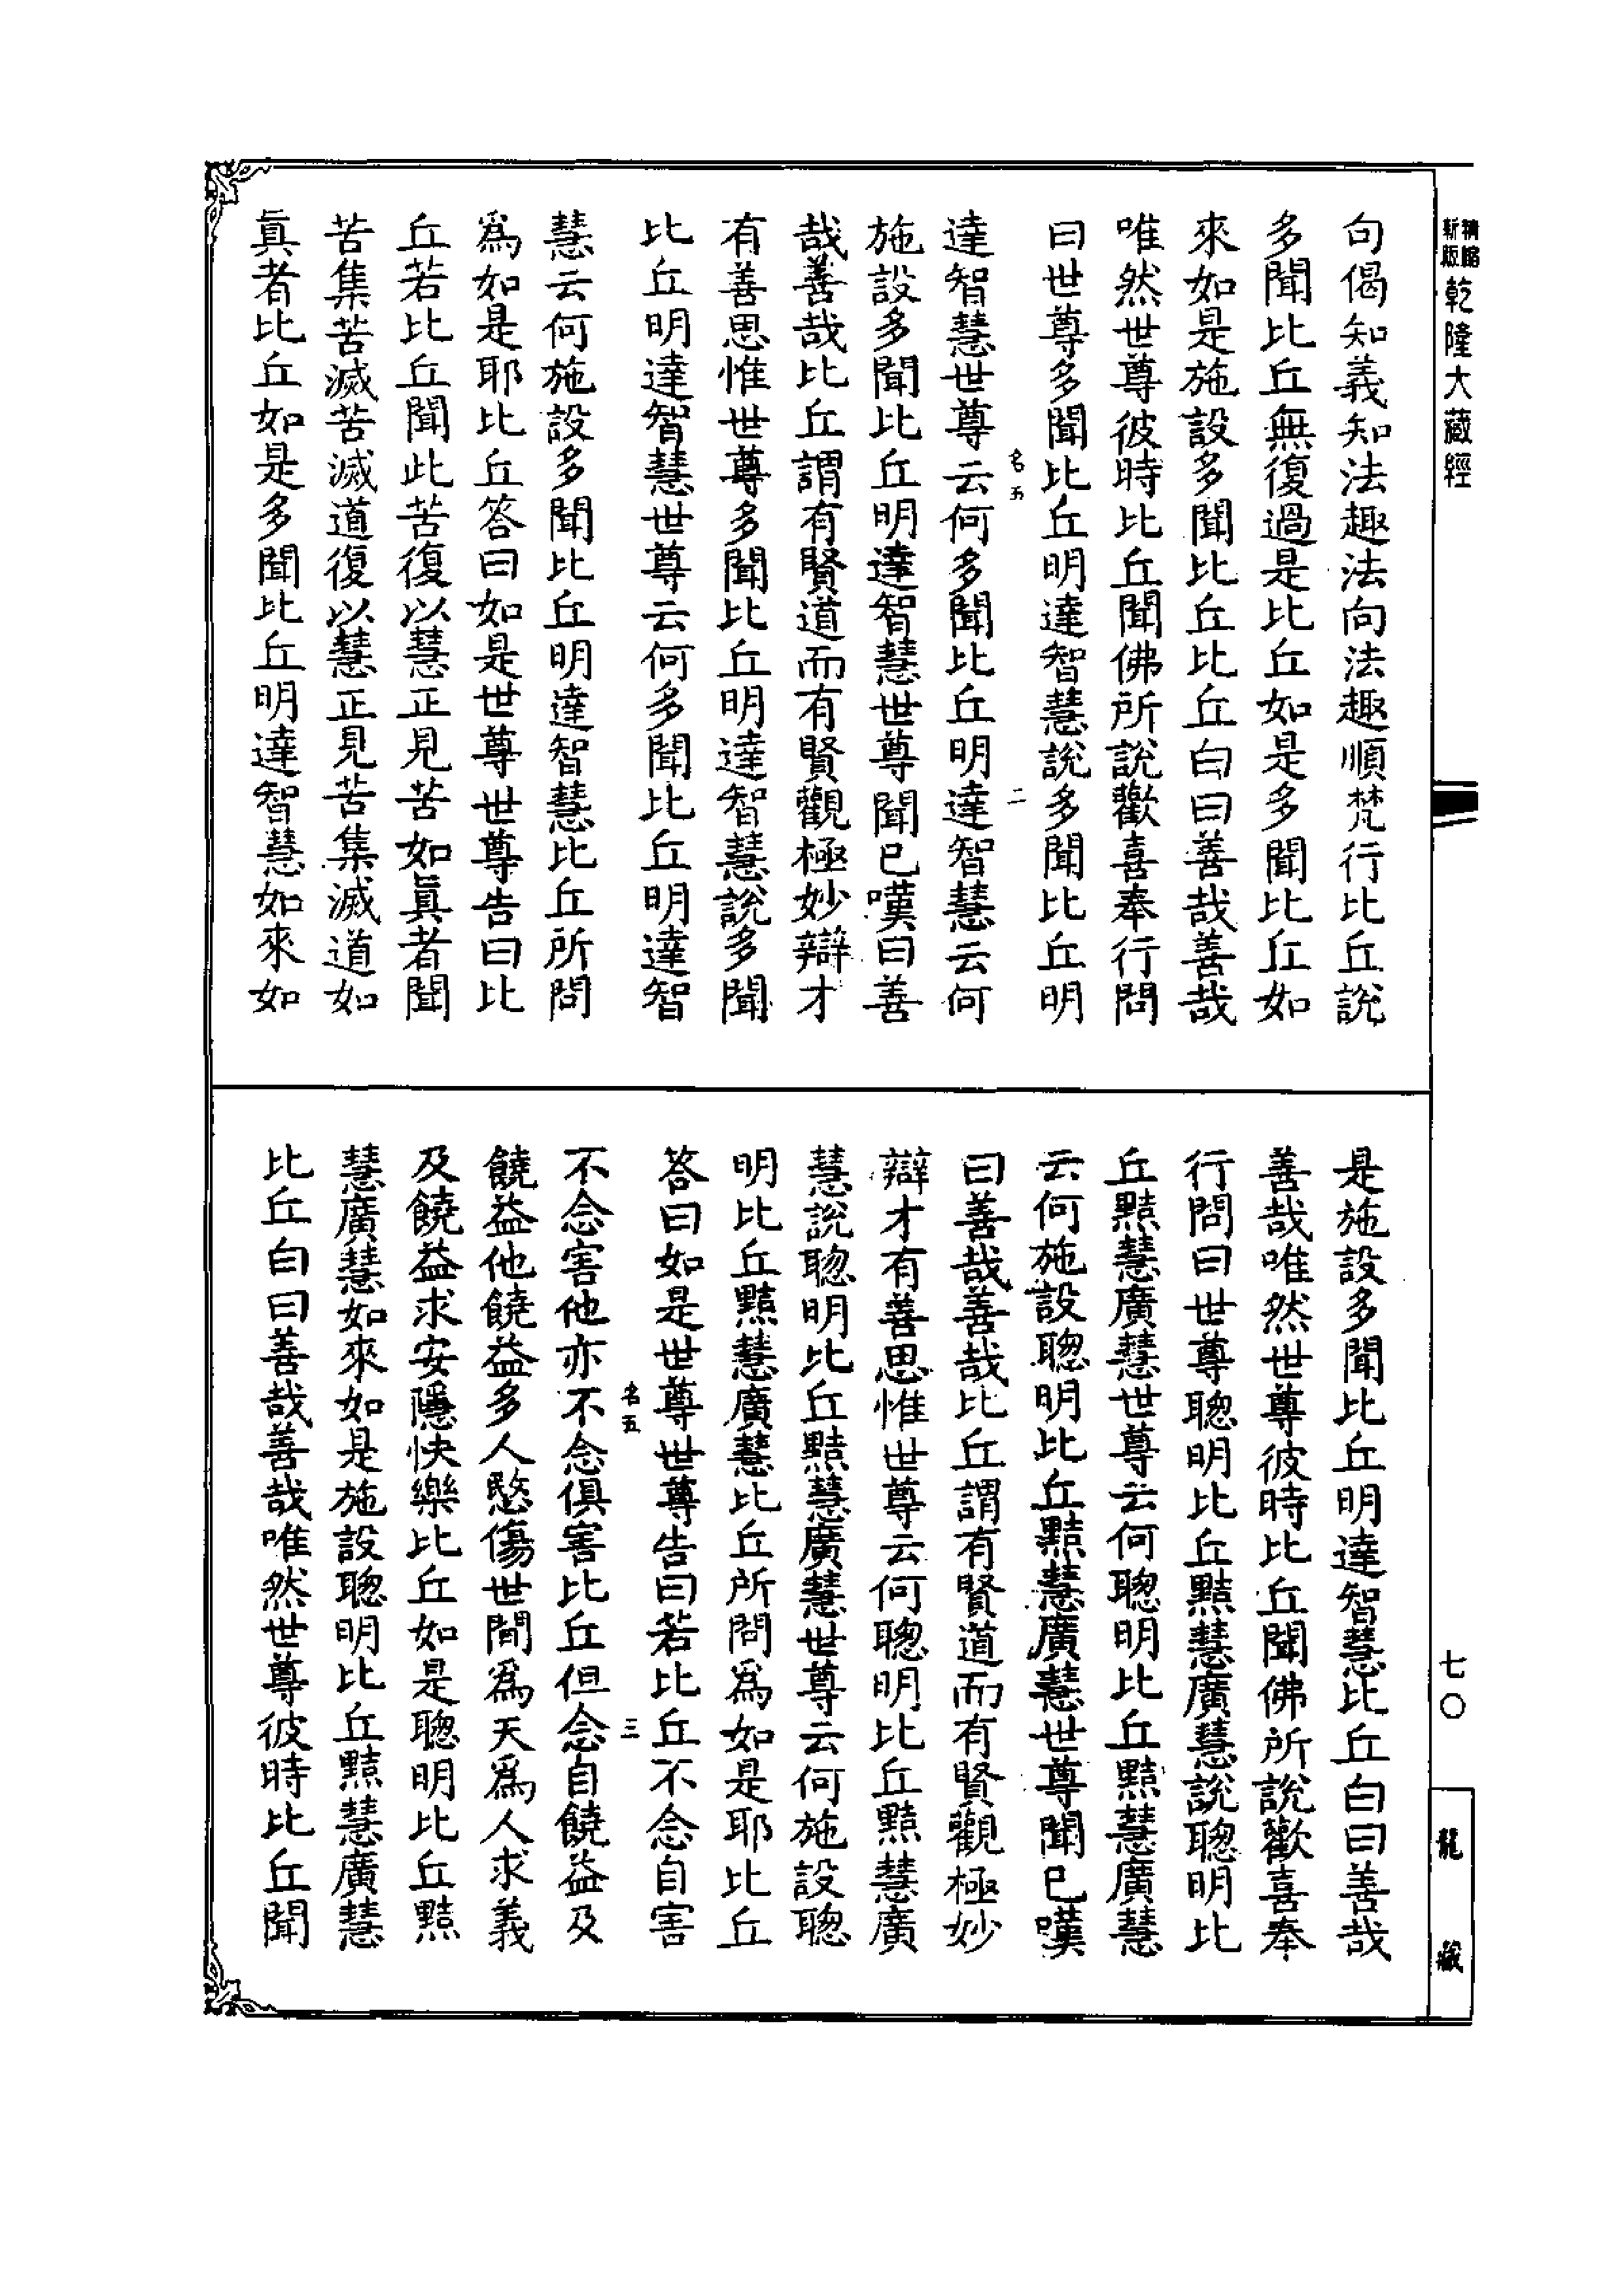 精縮
新版
乾隆大藏經
句偈知義知法趣法向法趣順梵行比丘說
多聞比丘無復過是比丘如是多聞比丘如
來如是施設多聞比丘比丘白曰善哉善哉
唯然世尊彼時比丘聞佛所說歡喜奉行問
曰世尊多聞比丘明達智慧說多聞比丘明
名五
二
達智慧世尊云何多聞比丘明達智慧云何
施設多聞比丘明達智慧世尊聞已嘆曰善
哉善哉比丘謂有賢道而有賢觀極妙辯才
有善思惟世尊多聞比丘明達智慧說多聞
比丘明達智慧世尊云何多聞比丘明達智
慧云何施設多聞比丘明達智慧比丘所問
爲如是耶比丘答曰如是世尊世尊告曰比
丘若比丘聞此苦復以慧正見苦如眞者聞
苦集苦滅苦滅道復以慧正見苦集滅道如
眞者比丘如是多聞比丘明達智慧如來如
是施設多聞比丘明達智慧比丘白曰善哉
善哉唯然世尊彼時比丘聞佛所說歡喜奉
行問曰世尊聰明比丘黠慧廣慧說聰明比
丘黠慧廣慧世尊云何聰明比丘黠慧廣慧
云何施設聰明比丘黠慧廣慧世尊聞已嘆
曰善哉善哉比丘謂有賢道而有賢觀極妙
辯才有善思惟世尊云何聰明比丘黠慧廣
慧說聰明比丘黠慧廣慧世尊云何施設聰
明比丘黠慧廣慧比丘所問爲如是耶比丘
答曰如是世尊世尊告曰若比丘不念自害
名五
三
不念害他亦不念俱害比丘但念自饒益及
饒益他饒益多人愍傷世間爲天爲人求義
及饒益求安隱快樂比丘如是聰明比丘黠
慧廣慧如來如是施設聰明比丘黠慧廣慧
比丘白曰善哉善哉唯然世尊彼時比丘聞
七〇
龍藏